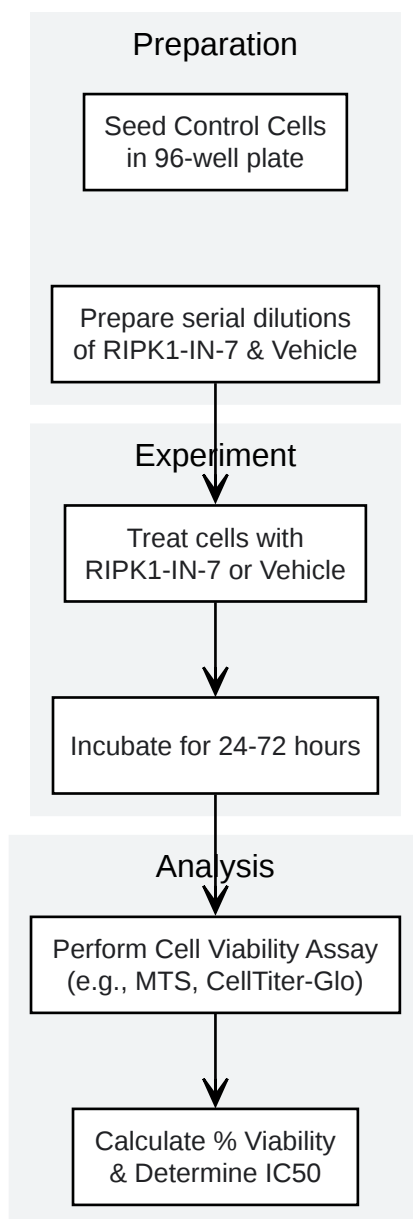 Preparation
Seed Control Cells
in 96-well plate
Prepare serial dilutions
of RIPK1-IN-7 & Vehicle
Experiment
Treat cells with
RIPK1-IN-7 or Vehicle
Incubate for 24-72 hours
Analysis
Perform Cell Viability Assay
(e.g., MTS, CellTiter-Glo)
Calculate % Viability
& Determine IC50